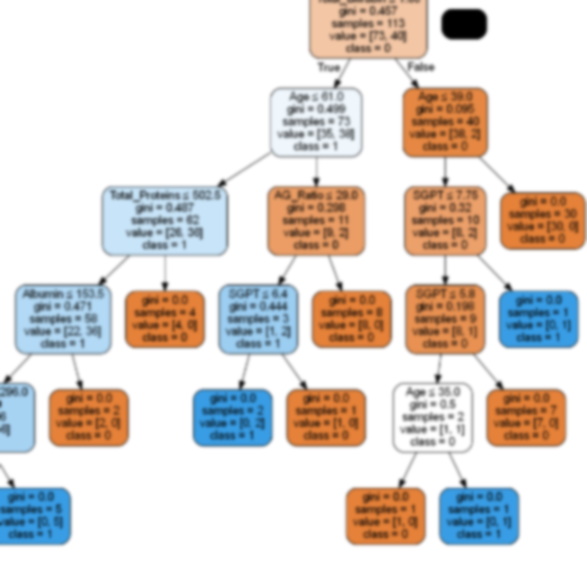 gini = 0.457
samples = 113
value = [73, 40]
class = 0
True
False
Age ≤ 61.0
gini = 0.499
samples = 73
value = [35, 38]
class = 1
Age ≤ 39.0
gini = 0.095
samples = 40
value = [38, 2]
class = 0
Total_Proteins ≤ 502.5
gini = 0.487
samples = 62
value = [26, 36]
class = 1
AG_Ratio ≤ 29.0
gini = 0.298
samples = 11
value = [9, 2]
class = 0
SGPT ≤ 7.75
gini = 0.32
samples = 10
value = [8, 2]
class = 0
gini = 0.0
samples = 30
value = [30, 0]
class = 0
Albumin ≤ 153.5
gini = 0.471
samples = 58
value = [22, 36]
class = 1
gini = 0.0
samples = 4
value = [4, 0]
class = 0
SGPT ≤ 6.4
gini = 0.444
samples = 3
value = [1, 2]
class = 1
gini = 0.0
samples = 8
value = [8, 0]
class = 0
SGPT ≤ 5.8
gini = 0.198
samples = 9
value = [8, 1]
class = 0
gini = 0.0
samples = 1
value = [0, 1]
class = 1
296.0
gini = 0.0
samples = 2
value = [2, 0]
class = 0
gini = 0.0
samples = 2
value = [0, 2]
class = 1
gini = 0.0
samples = 1
value = [1, 0]
class = 0
Age ≤ 35.0
gini = 0.5
samples = 2
value = [1, 1]
class = 0
gini = 0.0
samples = 7
value = [7, 0]
class = 0
gini = 0.0
samples = 5
value = [0, 5]
class = 1
gini = 0.0
samples = 1
value = [1, 0]
class = 0
gini = 0.0
samples = 1
value = [0, 1]
class = 1